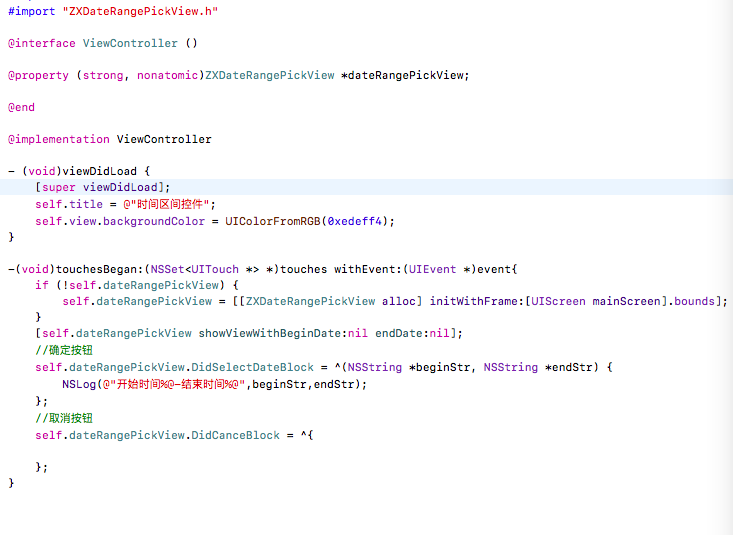 #import "ZXDateRangePickView.h"
@interface ViewController ()
@property (strong, nonatomic)ZXDateRangePickView *dateRangePickView;
@end
@implementation ViewController
- (void)viewDidLoad {
[super viewDidLoad];
self.title = @"时间区间控件";
self.view.backgroundColor = UIColorFromRGB(0xedeff4);
}
-(void)touchesBegan:(NSSet<UITouch *> *)touches withEvent:(UIEvent *)event{
if (!self.dateRangePickView) {
self.dateRangePickView = [[ZXDateRangePickView alloc] initWithFrame:[UIScreen mainScreen].bounds];
}
[self.dateRangePickView showViewWithBeginDate:nil endDate:nil];
//确定按钮
self.dateRangePickView.DidSelectDateBlock = ^(NSString *beginStr, NSString *endStr) {
NSLog(@"开始时间%@-结束时间%@",beginStr,endStr);
};
//取消按钮
self.dateRangePickView.DidCanceBlock = ^{
};
}